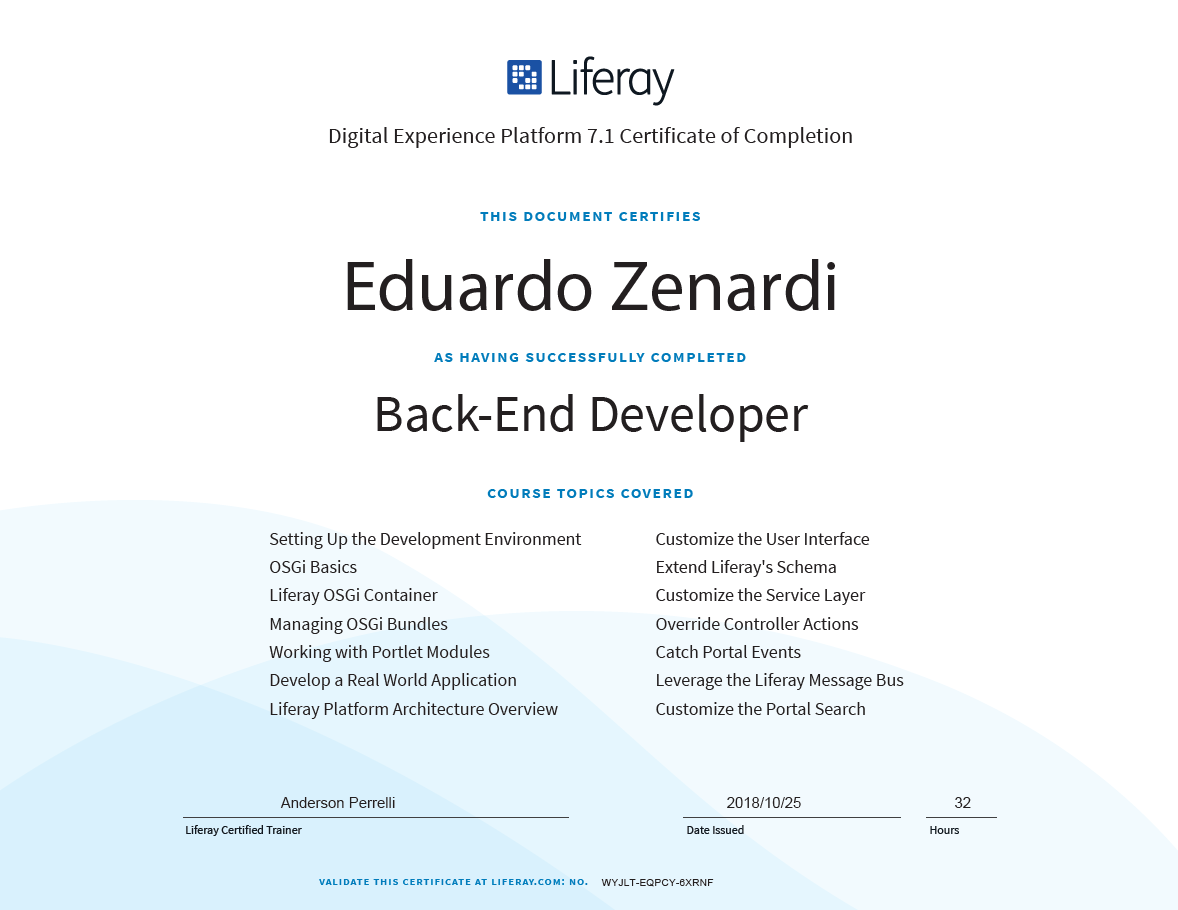 Liferay
Digital Experience Platform 7.1 Certificate of Completion
THIS DOCUMENT CERTIFIES
Eduardo Zenardi
AS HAVING SUCCESSFULLY COMPLETED
Back-End Developer
COURSE TOPICS COVERED
Setting Up the Development Environment
OSGi Basics
Liferay OSGi Container
Managing OSGi Bundles
Working with Portlet Modules
Develop a Real World Application
Liferay Platform Architecture Overview
Customize the User Interface
Extend Liferay's Schema
Customize the Service Layer
Override Controller Actions
Catch Portal Events
Leverage the Liferay Message Bus
Customize the Portal Search
Anderson Perrelli
Liferay Certified Trainer
2018/10/25
Date Issued
32
Hours
VALIDATE THIS CERTIFICATE AT LIFERAY.COM: NO. WYJLT-EQPCY-6XRNF